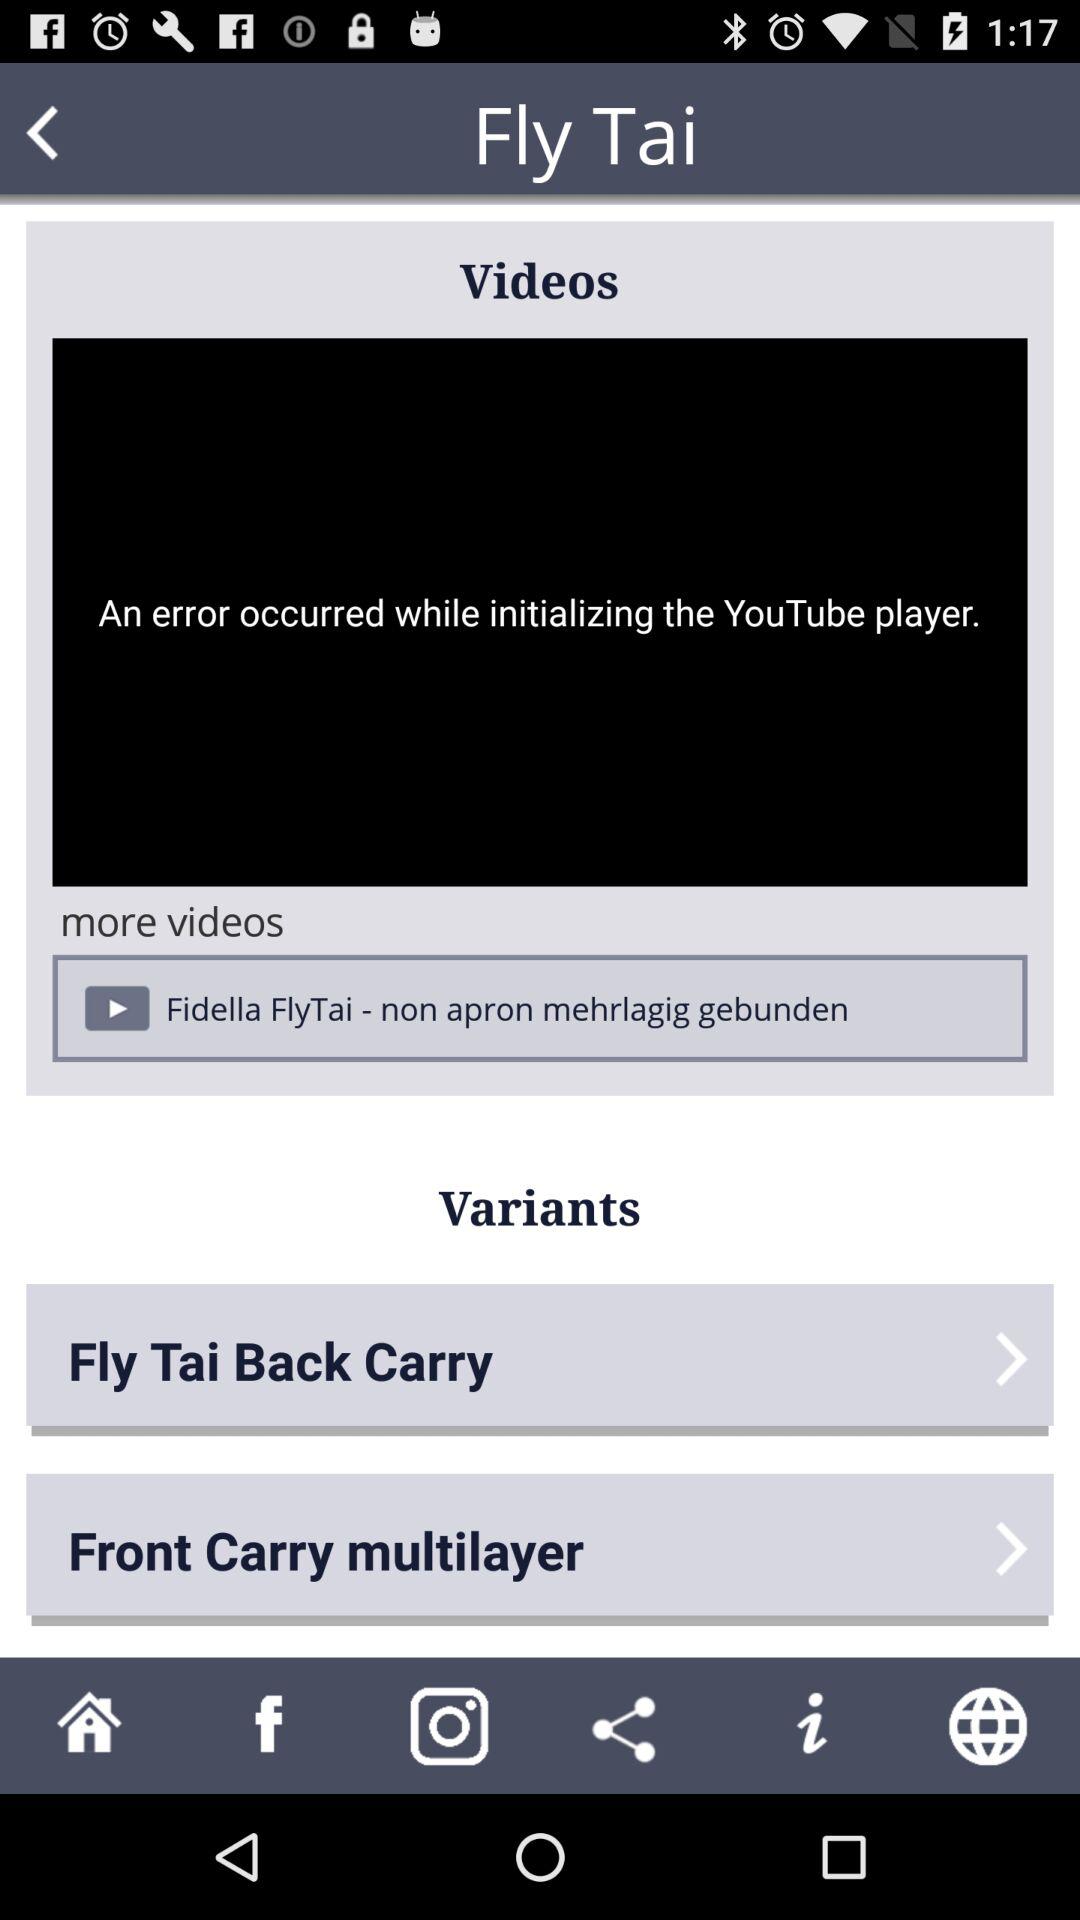 1:17
Fly Tai
Videos
An error occurred while initializing the YouTube player.
more videos
Fidella FlyTai - non apron mehrlagig gebunden
Variants
Fly Tai Back Carry
Front Carry multilayer